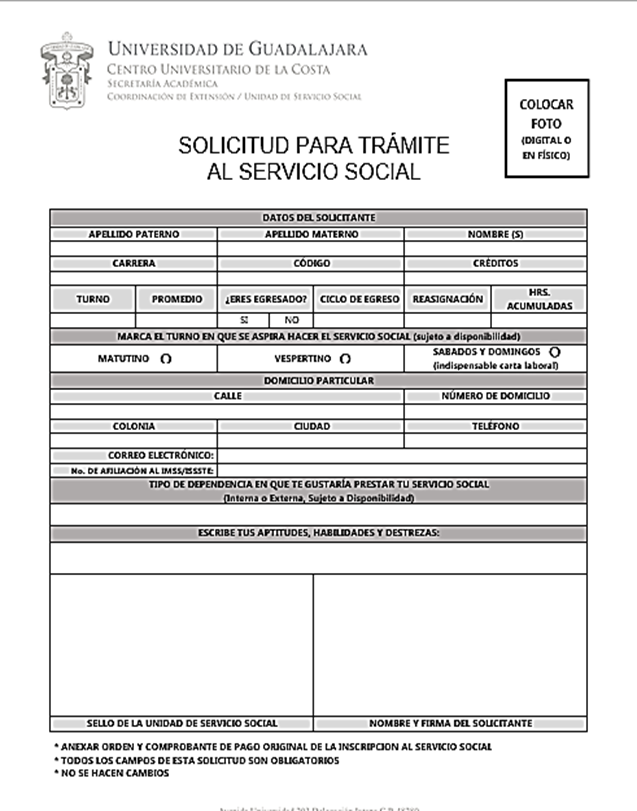 UNIVERSIDAD DE GUADALAJARA
CENTRO UNIVERSITARIO DE LA COSTA
SECRETARÍA ACADÉMICA
COORDINACIÓN DE EXTENSIÓN / UNIDAD DE SERVICIO SOCIAL
COLOCAR
FOTO
(DIGITAL O
EN FÍSICO)
SOLICITUD PARA TRÁMITE
AL SERVICIO SOCIAL
DATOS DEL SOLICITANTE
APELLIDO PATERNO APELLIDO MATERNO NOMBRE (S)
CARRERA CÓDIGO CRÉDITOS
TURNO PROMEDIO ¿ERES EGRESADO? CICLO DE EGRESO REASIGNACIÓN HRS.
ACUMULADAS
SI NO
MARCA EL TURNO EN QUE SE ASPIRA HACER EL SERVICIO SOCIAL (sujeto a disponibilidad)
MATUTINO VESPERTINO SABADOS Y DOMINGOS
(indispensable carta laboral)
DOMICILIO PARTICULAR
CALLE NÚMERO DE DOMICILIO
COLONIA CIUDAD TELÉFONO
CORREO ELECTRÓNICO:
No. DE AFILIACIÓN AL IMSS/ISSSTE:
TIPO DE DEPENDENCIA EN QUE TE GUSTARÍA PRESTAR TU SERVICIO SOCIAL
(Interna o Externa, Sujeto a Disponibilidad)
ESCRIBE TUS APTITUDES, HABILIDADES Y DESTREZAS:
SELLO DE LA UNIDAD DE SERVICIO SOCIAL NOMBRE Y FIRMA DEL SOLICITANTE
* ANEXAR ORDEN Y COMPROBANTE DE PAGO ORIGINAL DE LA INSCRIPCION AL SERVICIO SOCIAL
* TODOS LOS CAMPOS DE ESTA SOLICITUD SON OBLIGATORIOS
* NO SE HACEN CAMBIOS